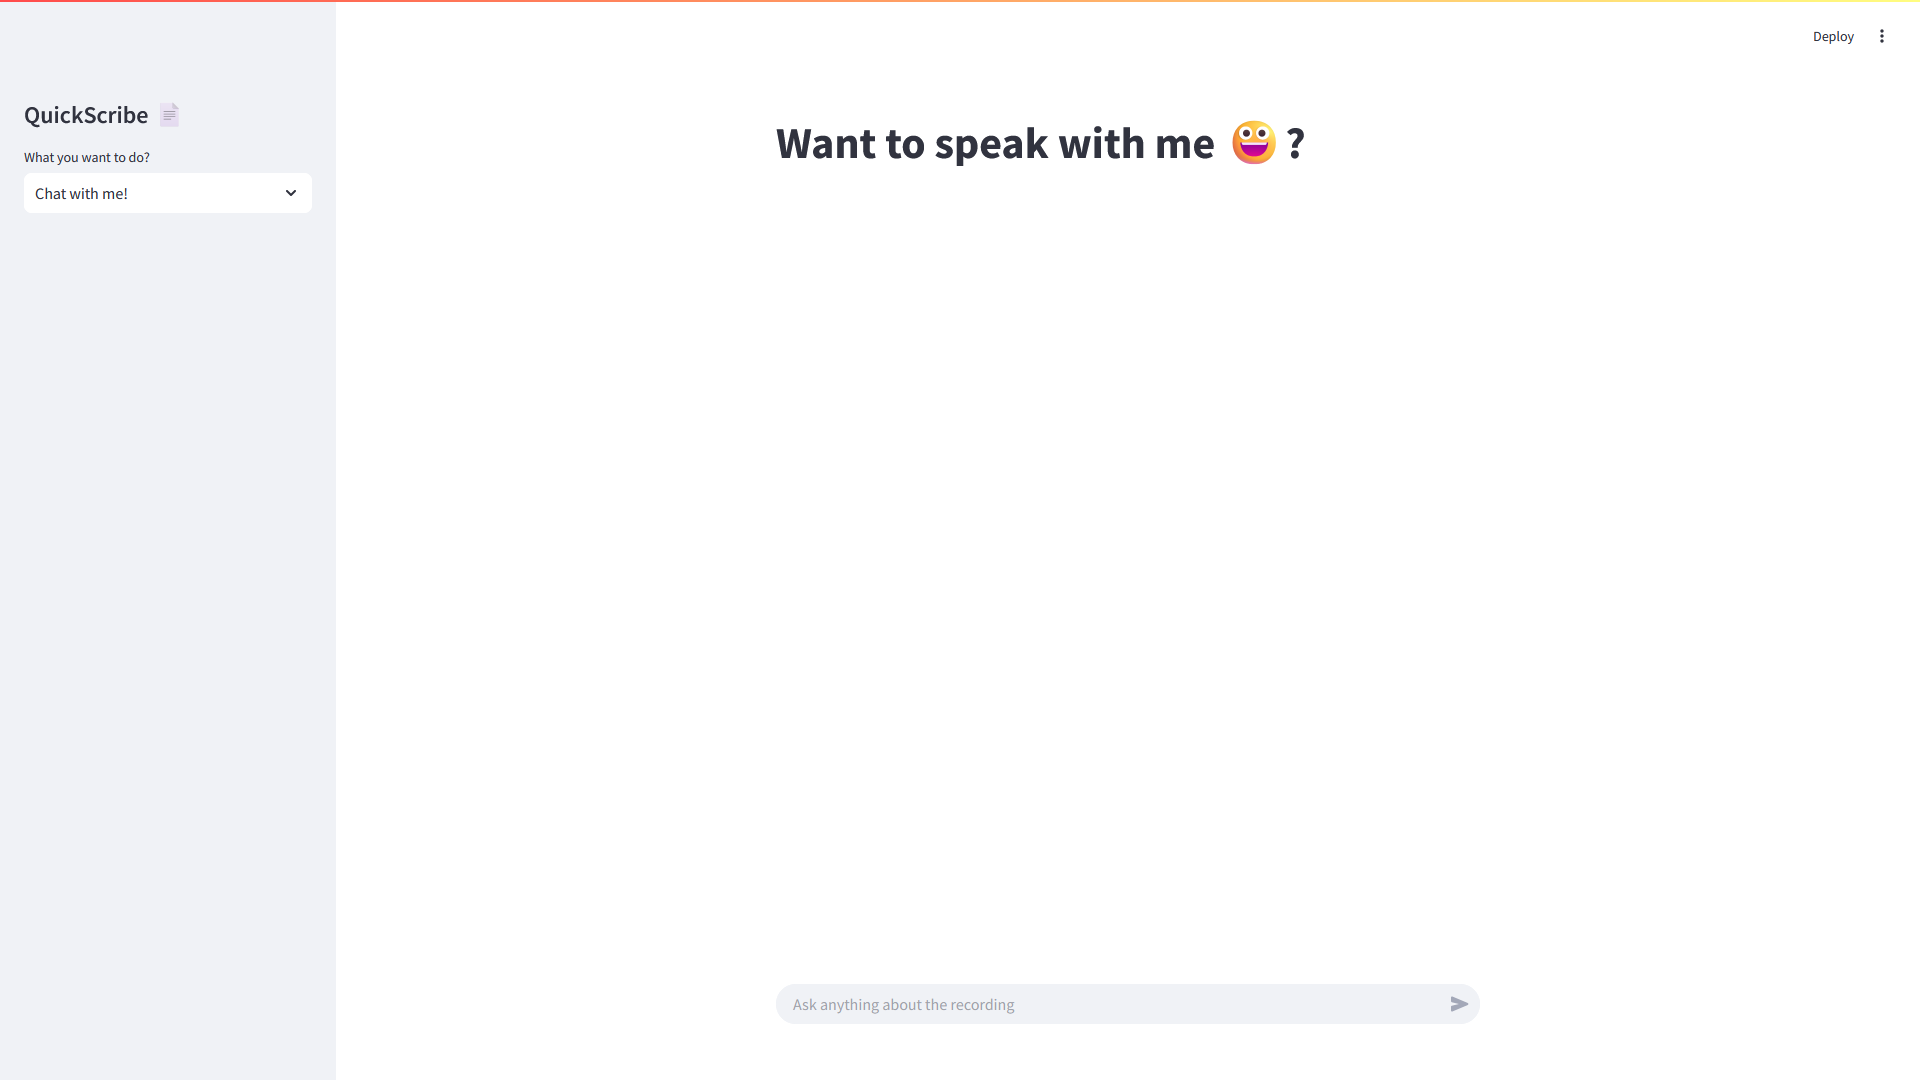 Deploy
QuickScribe
What you want to do?
Chat with me!
Want to speak with me 😀 ?
Ask anything about the recording